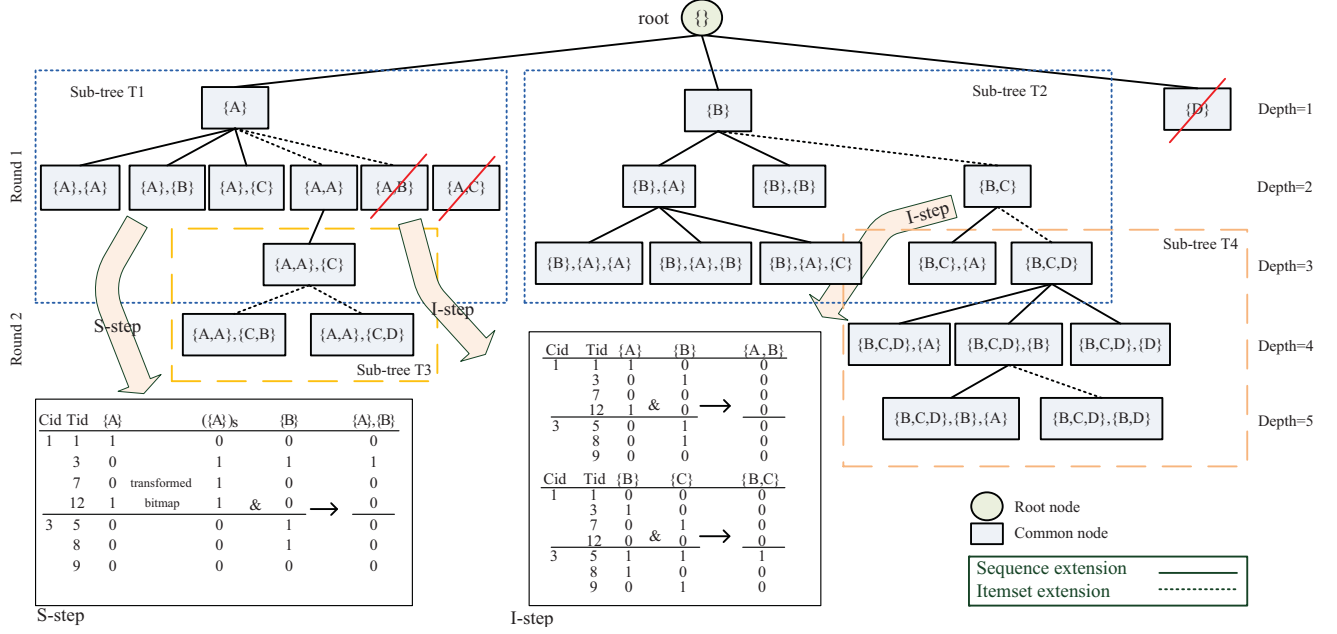 root {}
Sub-tree T1
Sub-tree T2
{A}
{B}
{D}
Depth=1
Round 1
{A},{A}
{A},{B}
{A},{C}
{A,A}
{A,B}
{A,C}
{B},{A}
{B},{B}
{B,C}
Depth=2
I-step
{A,A},{C}
{B},{A},{A}
{B},{A},{B}
{B},{A},{C}
{B,C},{A}
{B,C,D}
Sub-tree T4
Depth=3
Round 2
S-step
I-step
{A,A},{C,B}
{A,A},{C,D}
Sub-tree T3
{B,C,D},{A}
{B,C,D},{B}
{B,C,D},{D}
Depth=4
{B,C,D},{B},{A}
{B,C,D},{B,D}
Depth=5
Cid Tid {A} ({A})s {B} {A},{B}
1 1 1 0 0 0
3 0 1 1 1
7 0 transformed 1 0 0
12 1 bitmap 1 & 0 0
3 5 0 0 1 0
8 0 0 1 0
9 0 0 0 0
S-step
Cid Tid {A} {B} {A,B}
1 1 1 0 0
3 0 1 0
7 0 0 0
12 1 & 0 0
3 5 0 1 0
8 0 1 0
9 0 0 0
Cid Tid {B} {C} {B,C}
1 1 0 0 0
3 1 0 0
7 0 1 0
12 0 & 0 0
3 5 1 1 1
8 1 0 0
9 0 1 0
I-step
Root node
Common node
Sequence extension
Itemset extension